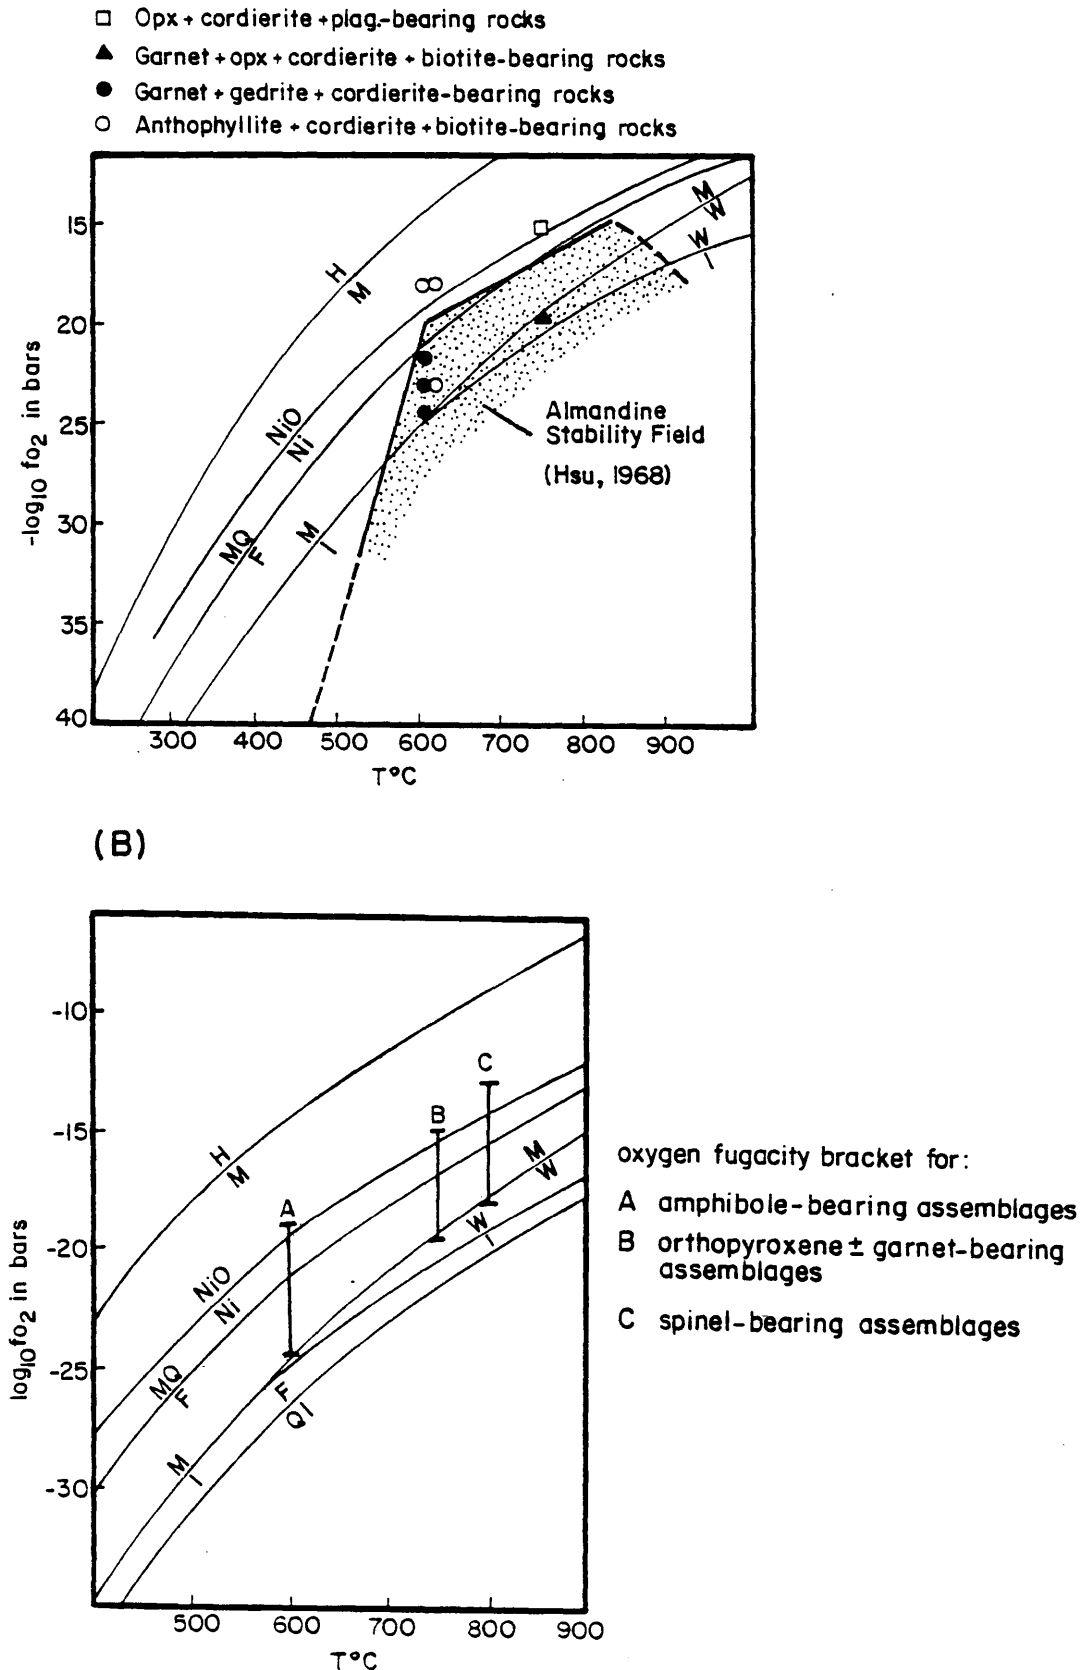 Opx + cordierite + plag.-bearing rocks
Garnet + opx + cordierite + biotite-bearing rocks
Garnet + gedrite + cordierite-bearing rocks
Anthophyllite + cordierite + biotite-bearing rocks
15
20
25
30
35
40
-log10 fo2 in bars
H
M
NiO
Ni
MQ
F
M
I
M
W
W
I
Almandine
Stability Field
(Hsu, 1968)
300 400 500 600 700 800 900
T°C
(B)
-10
-15
-20
-25
-30
log10 fo2 in bars
H
M
NiO
Ni
MQ
F
M
I
A
B
C
M
W
W
I
F
QI
500 600 700 800 900
T°C
oxygen fugacity bracket for:
A amphibole-bearing assemblages
B orthopyroxene ± garnet-bearing
assemblages
C spinel-bearing assemblages